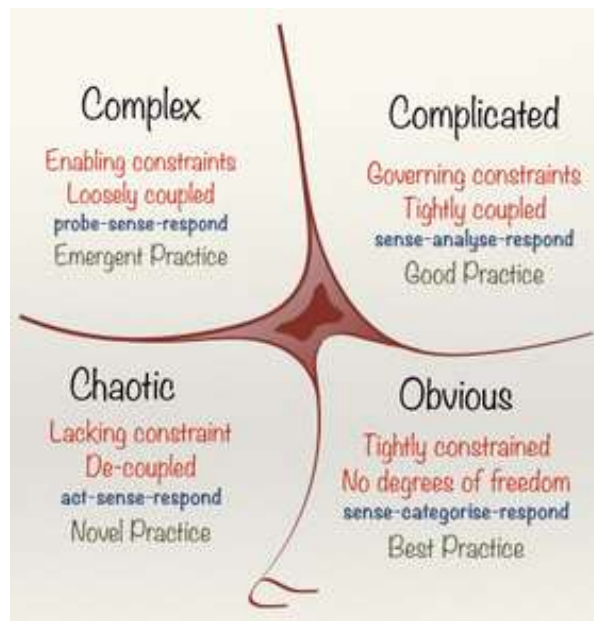 Complex
Enabling constraints
Loosely coupled
probe-sense-respond
Emergent Practice
Complicated
Governing constraints
Tightly coupled
sense-analyse-respond
Good Practice
Chaotic
Lacking constraint
De-coupled
act-sense-respond
Novel Practice
Obvious
Tightly constrained
No degrees of freedom
sense-categorise-respond
Best Practice